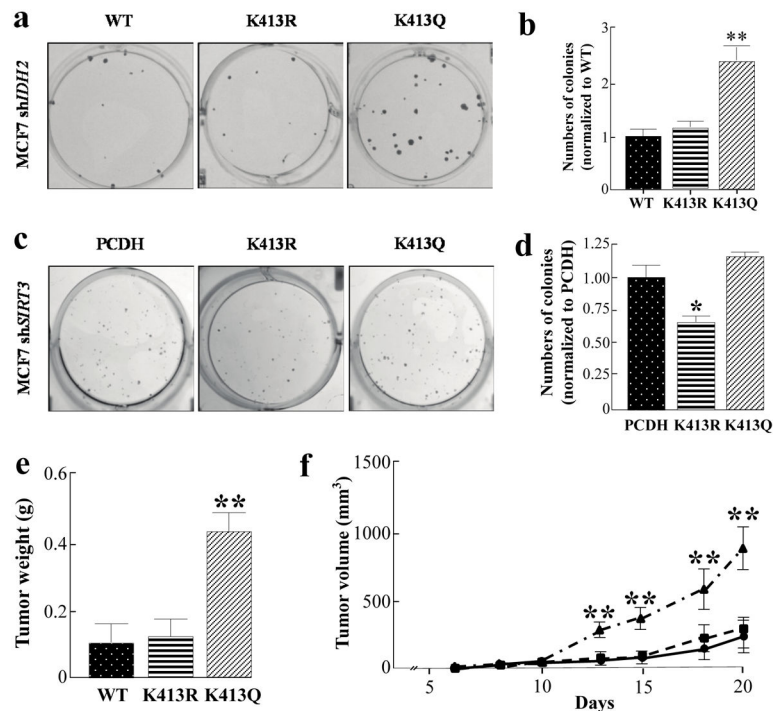 a
WT
K413R
K413Q
MCF7 shIDH2
b
**
Numbers of colonies
(normalized to WT)
3
2
1
0
WT K413R K413Q
c
PCDH
K413R
K413Q
MCF7 shSIRT3
d
*
Numbers of colonies
(normalized to PCDH)
1.25
1.00
0.75
0.50
0.25
0
PCDH K413R K413Q
e
**
Tumor weight (g)
0.6
0.4
0.2
0
WT K413R K413Q
f
Tumor volume (mm3)
1500
1000
500
0
** ** ** **
5 10 15 20
Days